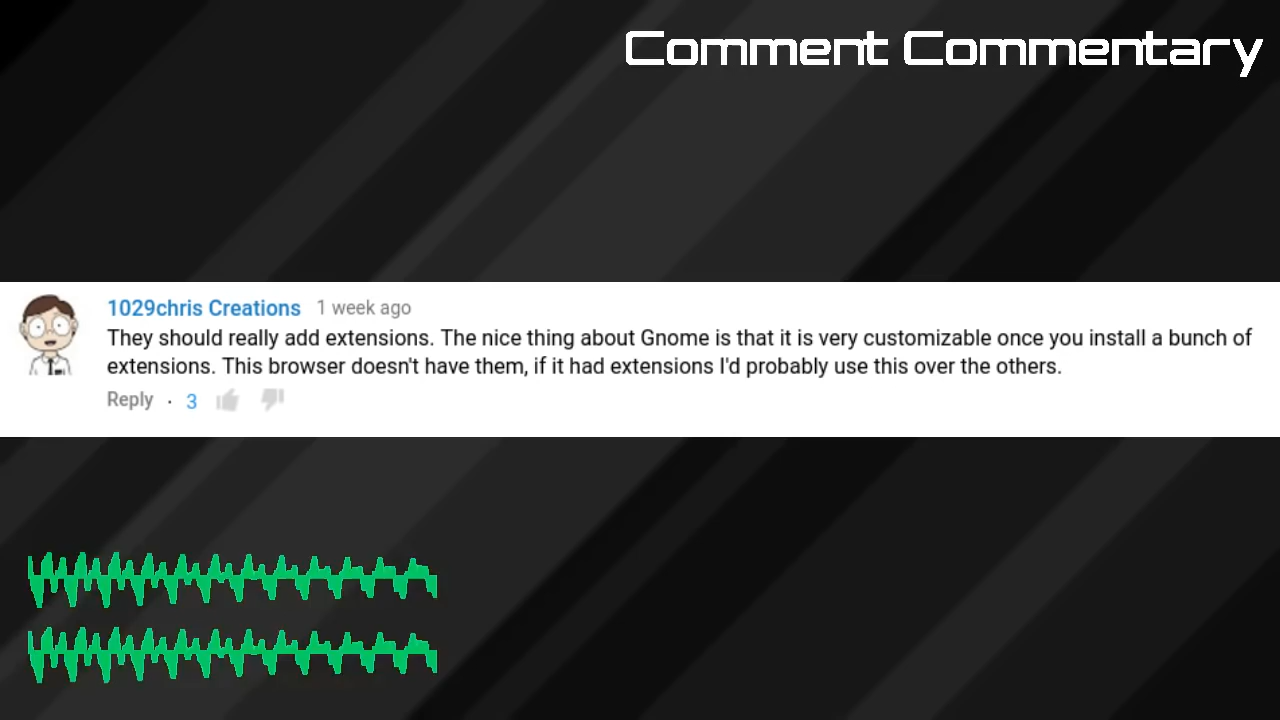 Comment Commentary
1029chris Creations 1 week ago
They should really add extensions. The nice thing about Gnome is that it is very customizable once you install a bunch of
extensions. This browser doesn't have them, if it had extensions I'd probably use this over the others.
Reply · 3